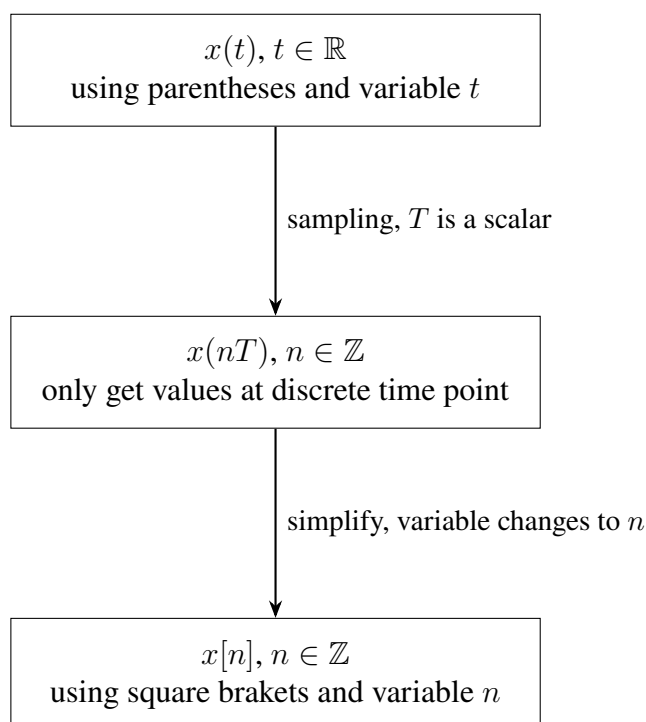 x(t), t ∈ ℝ
using parentheses and variable t
sampling, T is a scalar
x(nT), n ∈ ℤ
only get values at discrete time point
simplify, variable changes to n
x[n], n ∈ ℤ
using square brakets and variable n